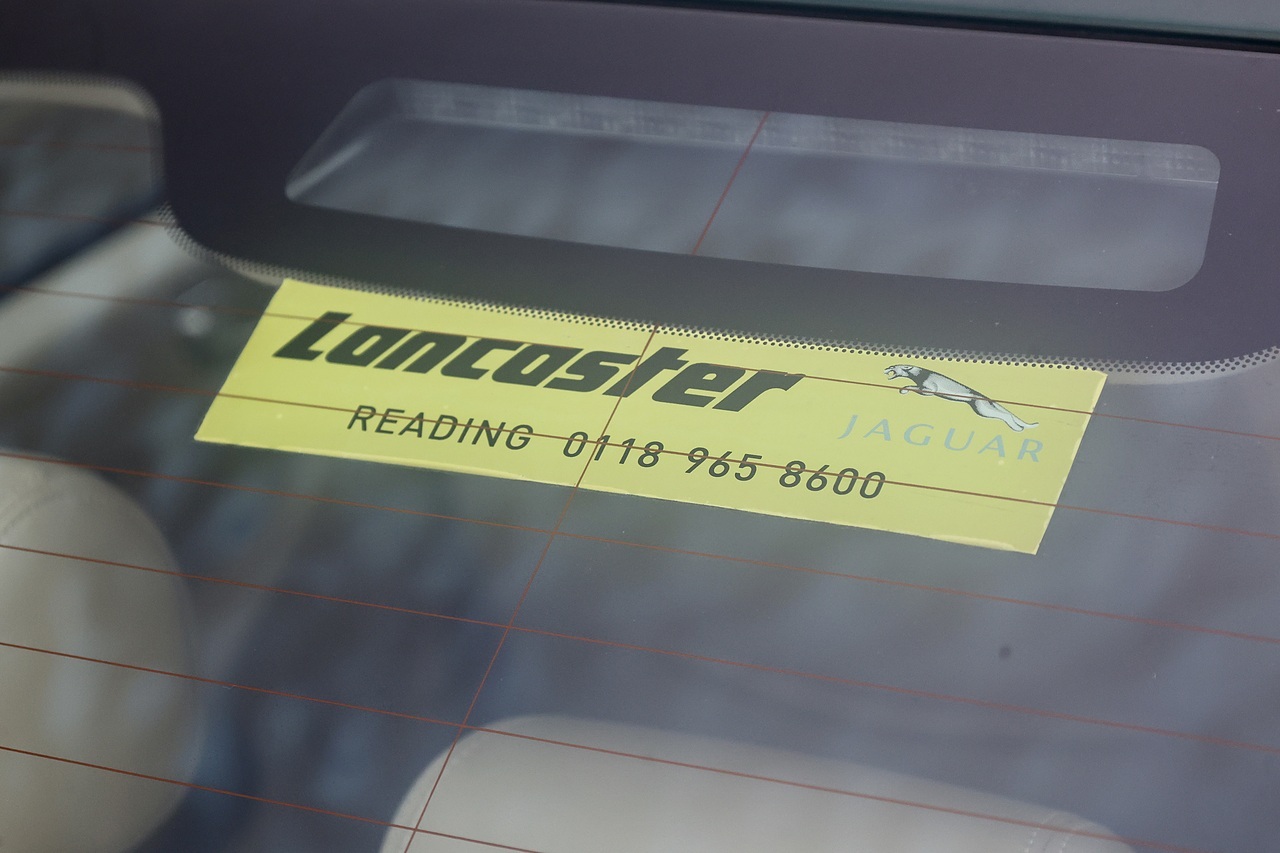 Lancaster
JAGUAR
READING 0118 965 8600